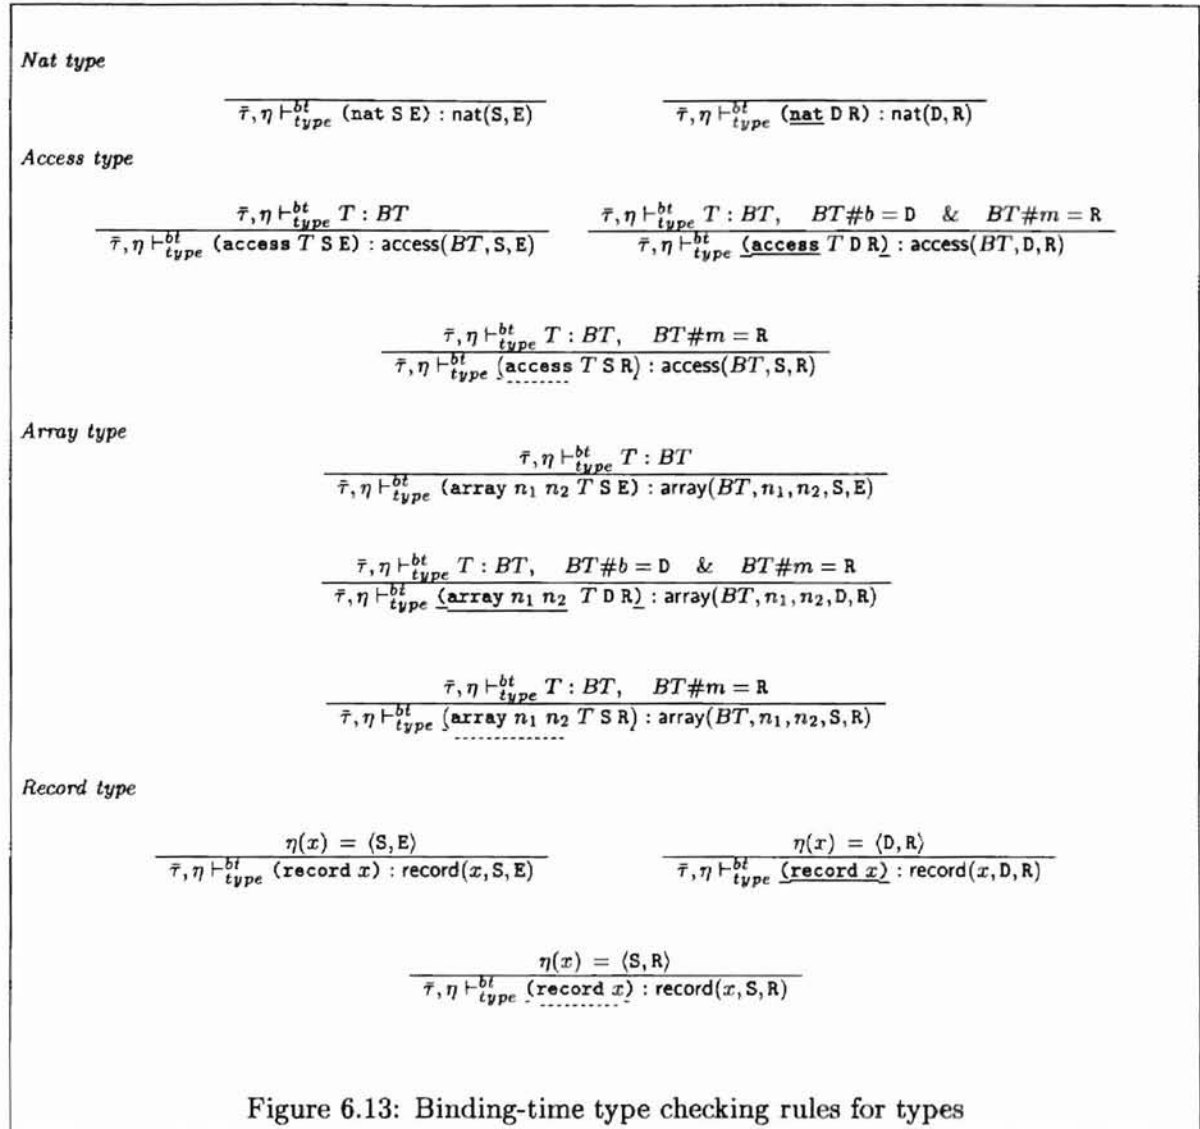 Nat type
τ̄, η ⊢ᵇᵗ_type (nat S E) : nat(S, E)    τ̄, η ⊢ᵇᵗ_type (nat D R) : nat(D, R)
Access type
τ̄, η ⊢ᵇᵗ_type T : BT    τ̄, η ⊢ᵇᵗ_type T : BT, BT#b = D & BT#m = R
τ̄, η ⊢ᵇᵗ_type (access T S E) : access(BT, S, E)    τ̄, η ⊢ᵇᵗ_type (access T D R) : access(BT, D, R)
τ̄, η ⊢ᵇᵗ_type T : BT, BT#m = R
τ̄, η ⊢ᵇᵗ_type (access T S R) : access(BT, S, R)
Array type
τ̄, η ⊢ᵇᵗ_type T : BT
τ̄, η ⊢ᵇᵗ_type (array n₁ n₂ T S E) : array(BT, n₁, n₂, S, E)
τ̄, η ⊢ᵇᵗ_type T : BT, BT#b = D & BT#m = R
τ̄, η ⊢ᵇᵗ_type (array n₁ n₂ T D R) : array(BT, n₁, n₂, D, R)
τ̄, η ⊢ᵇᵗ_type T : BT, BT#m = R
τ̄, η ⊢ᵇᵗ_type (array n₁ n₂ T S R) : array(BT, n₁, n₂, S, R)
Record type
η(x) = ⟨S, E⟩    η(x) = ⟨D, R⟩
τ̄, η ⊢ᵇᵗ_type (record x) : record(x, S, E)    τ̄, η ⊢ᵇᵗ_type (record x) : record(x, D, R)
η(x) = ⟨S, R⟩
τ̄, η ⊢ᵇᵗ_type (record x) : record(x, S, R)
Figure 6.13: Binding-time type checking rules for types